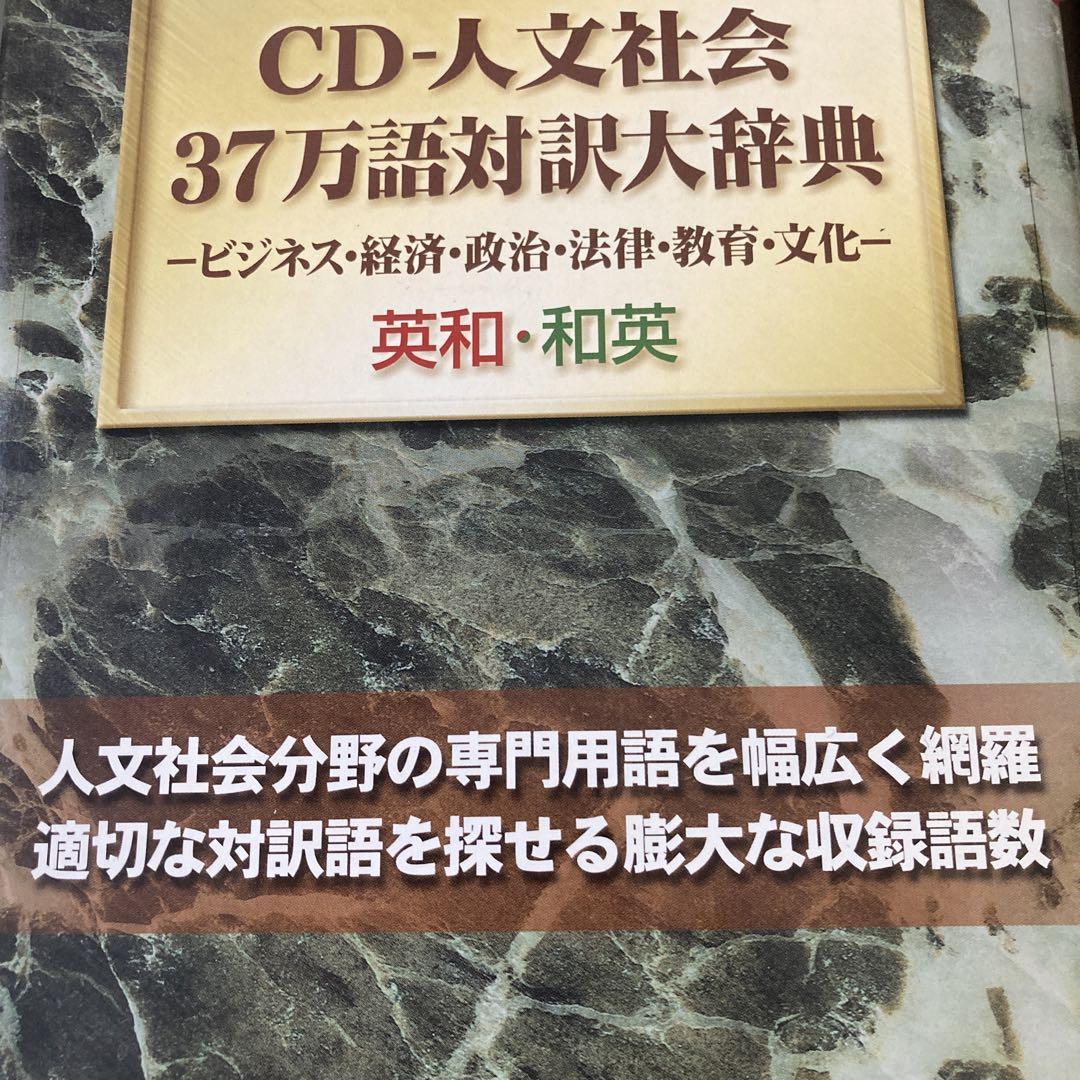 CD-人文社会
37万語対訳大辞典
−ビジネス・経済・政治・法律・教育・文化−
英和・和英
人文社会分野の専門用語を幅広く網羅
適切な対訳語を探せる膨大な収録語数